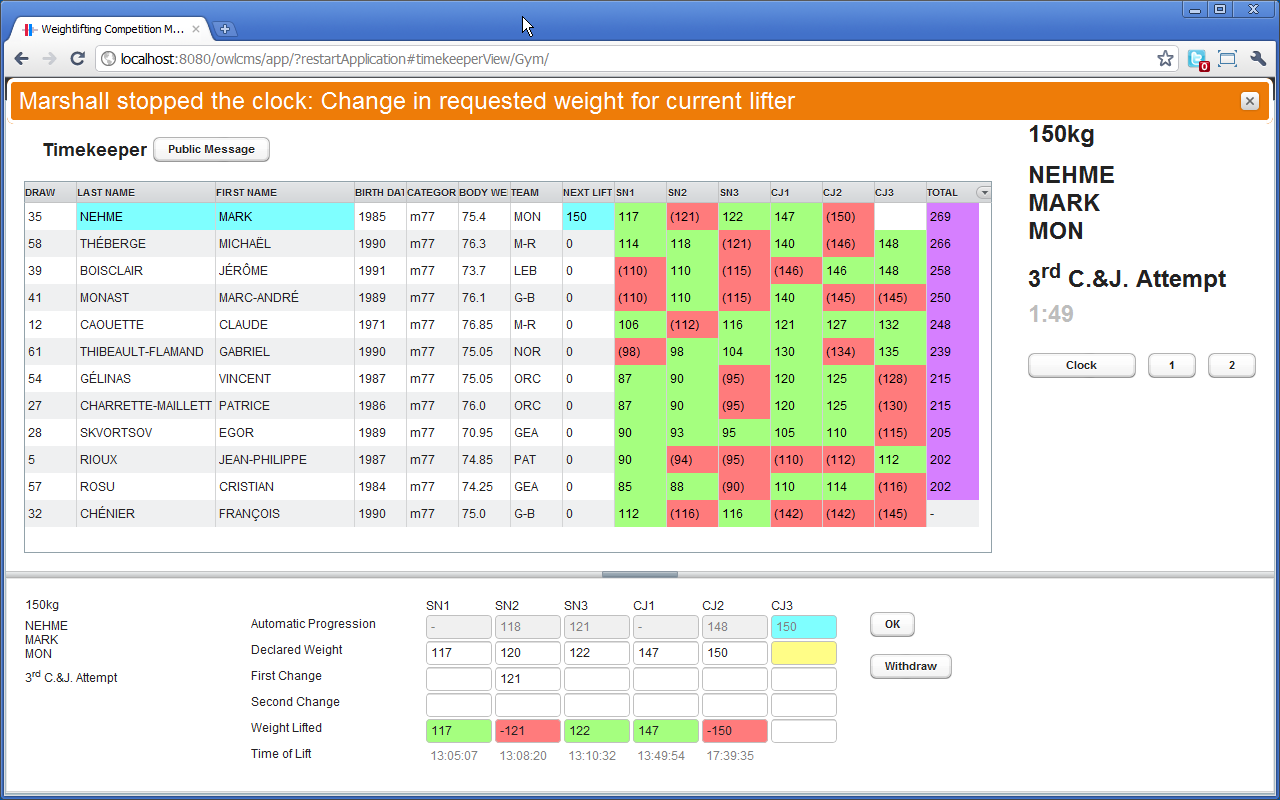 Weightlifting Competition M...
localhost:8080/owlcms/app/?restartApplication#timekeeperView/Gym/
0
Marshall stopped the clock: Change in requested weight for current lifter
Timekeeper Public Message
DRAW LAST NAME FIRST NAME BIRTH DAT CATEGOR BODY WE TEAM NEXT LIFT SN1 SN2 SN3 CJ1 CJ2 CJ3 TOTAL
35 NEHME MARK 1985 m77 75.4 MON 150 117 (121) 122 147 (150) 269
58 THÉBERGE MICHAËL 1990 m77 76.3 M-R 0 114 118 (121) 140 (146) 148 266
39 BOISCLAIR JÉRÔME 1991 m77 73.7 LEB 0 (110) 110 (115) (146) 146 148 258
41 MONAST MARC-ANDRÉ 1989 m77 76.1 G-B 0 (110) 110 (115) 140 (145) (145) 250
12 CAOUETTE CLAUDE 1971 m77 76.85 M-R 0 106 (112) 116 121 127 132 248
61 THIBEAULT-FLAMAND GABRIEL 1990 m77 75.05 NOR 0 (98) 98 104 130 (134) 135 239
54 GÉLINAS VINCENT 1987 m77 75.05 ORC 0 87 90 (95) 120 125 (128) 215
27 CHARRETTE-MAILLETT PATRICE 1986 m77 76.0 ORC 0 87 90 (95) 120 125 (130) 215
28 SKVORTSOV EGOR 1989 m77 70.95 GEA 0 90 93 95 105 110 (115) 205
5 RIOUX JEAN-PHILIPPE 1987 m77 74.85 PAT 0 90 (94) (95) (110) (112) 112 202
57 ROSU CRISTIAN 1984 m77 74.25 GEA 0 85 88 (90) 110 114 (116) 202
32 CHÉNIER FRANÇOIS 1990 m77 75.0 G-B 0 112 (116) 116 (142) (142) (145) -
150kg
NEHME
MARK
MON
3rd C.&J. Attempt
1:49
Clock 1 2
150kg
NEHME
MARK
MON
3rd C.&J. Attempt
SN1 SN2 SN3 CJ1 CJ2 CJ3
Automatic Progression - 118 121 - 148 150
Declared Weight 117 120 122 147 150
First Change 121
Second Change
Weight Lifted 117 -121 122 147 -150
Time of Lift 13:05:07 13:08:20 13:10:32 13:49:54 17:39:35
OK
Withdraw